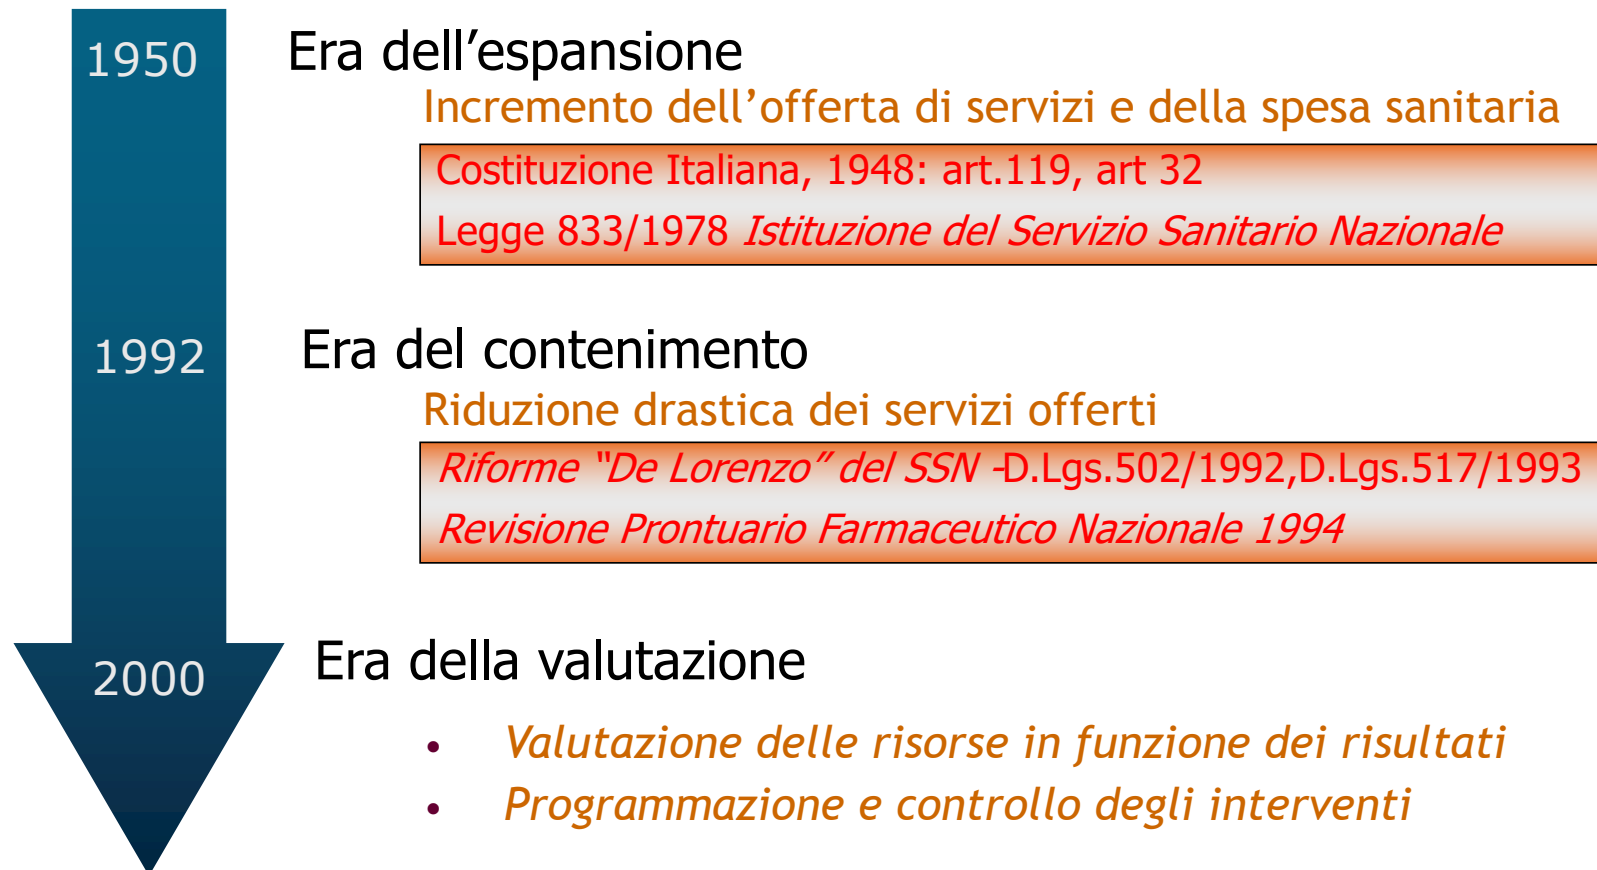 1950
Era dell’espansione
Incremento dell’offerta di servizi e della spesa sanitaria
Costituzione Italiana, 1948: art.119, art 32
Legge 833/1978 Istituzione del Servizio Sanitario Nazionale
1992
Era del contenimento
Riduzione drastica dei servizi offerti
Riforme “De Lorenzo” del SSN -D.Lgs.502/1992,D.Lgs.517/1993
Revisione Prontuario Farmaceutico Nazionale 1994
2000
Era della valutazione
• Valutazione delle risorse in funzione dei risultati
• Programmazione e controllo degli interventi